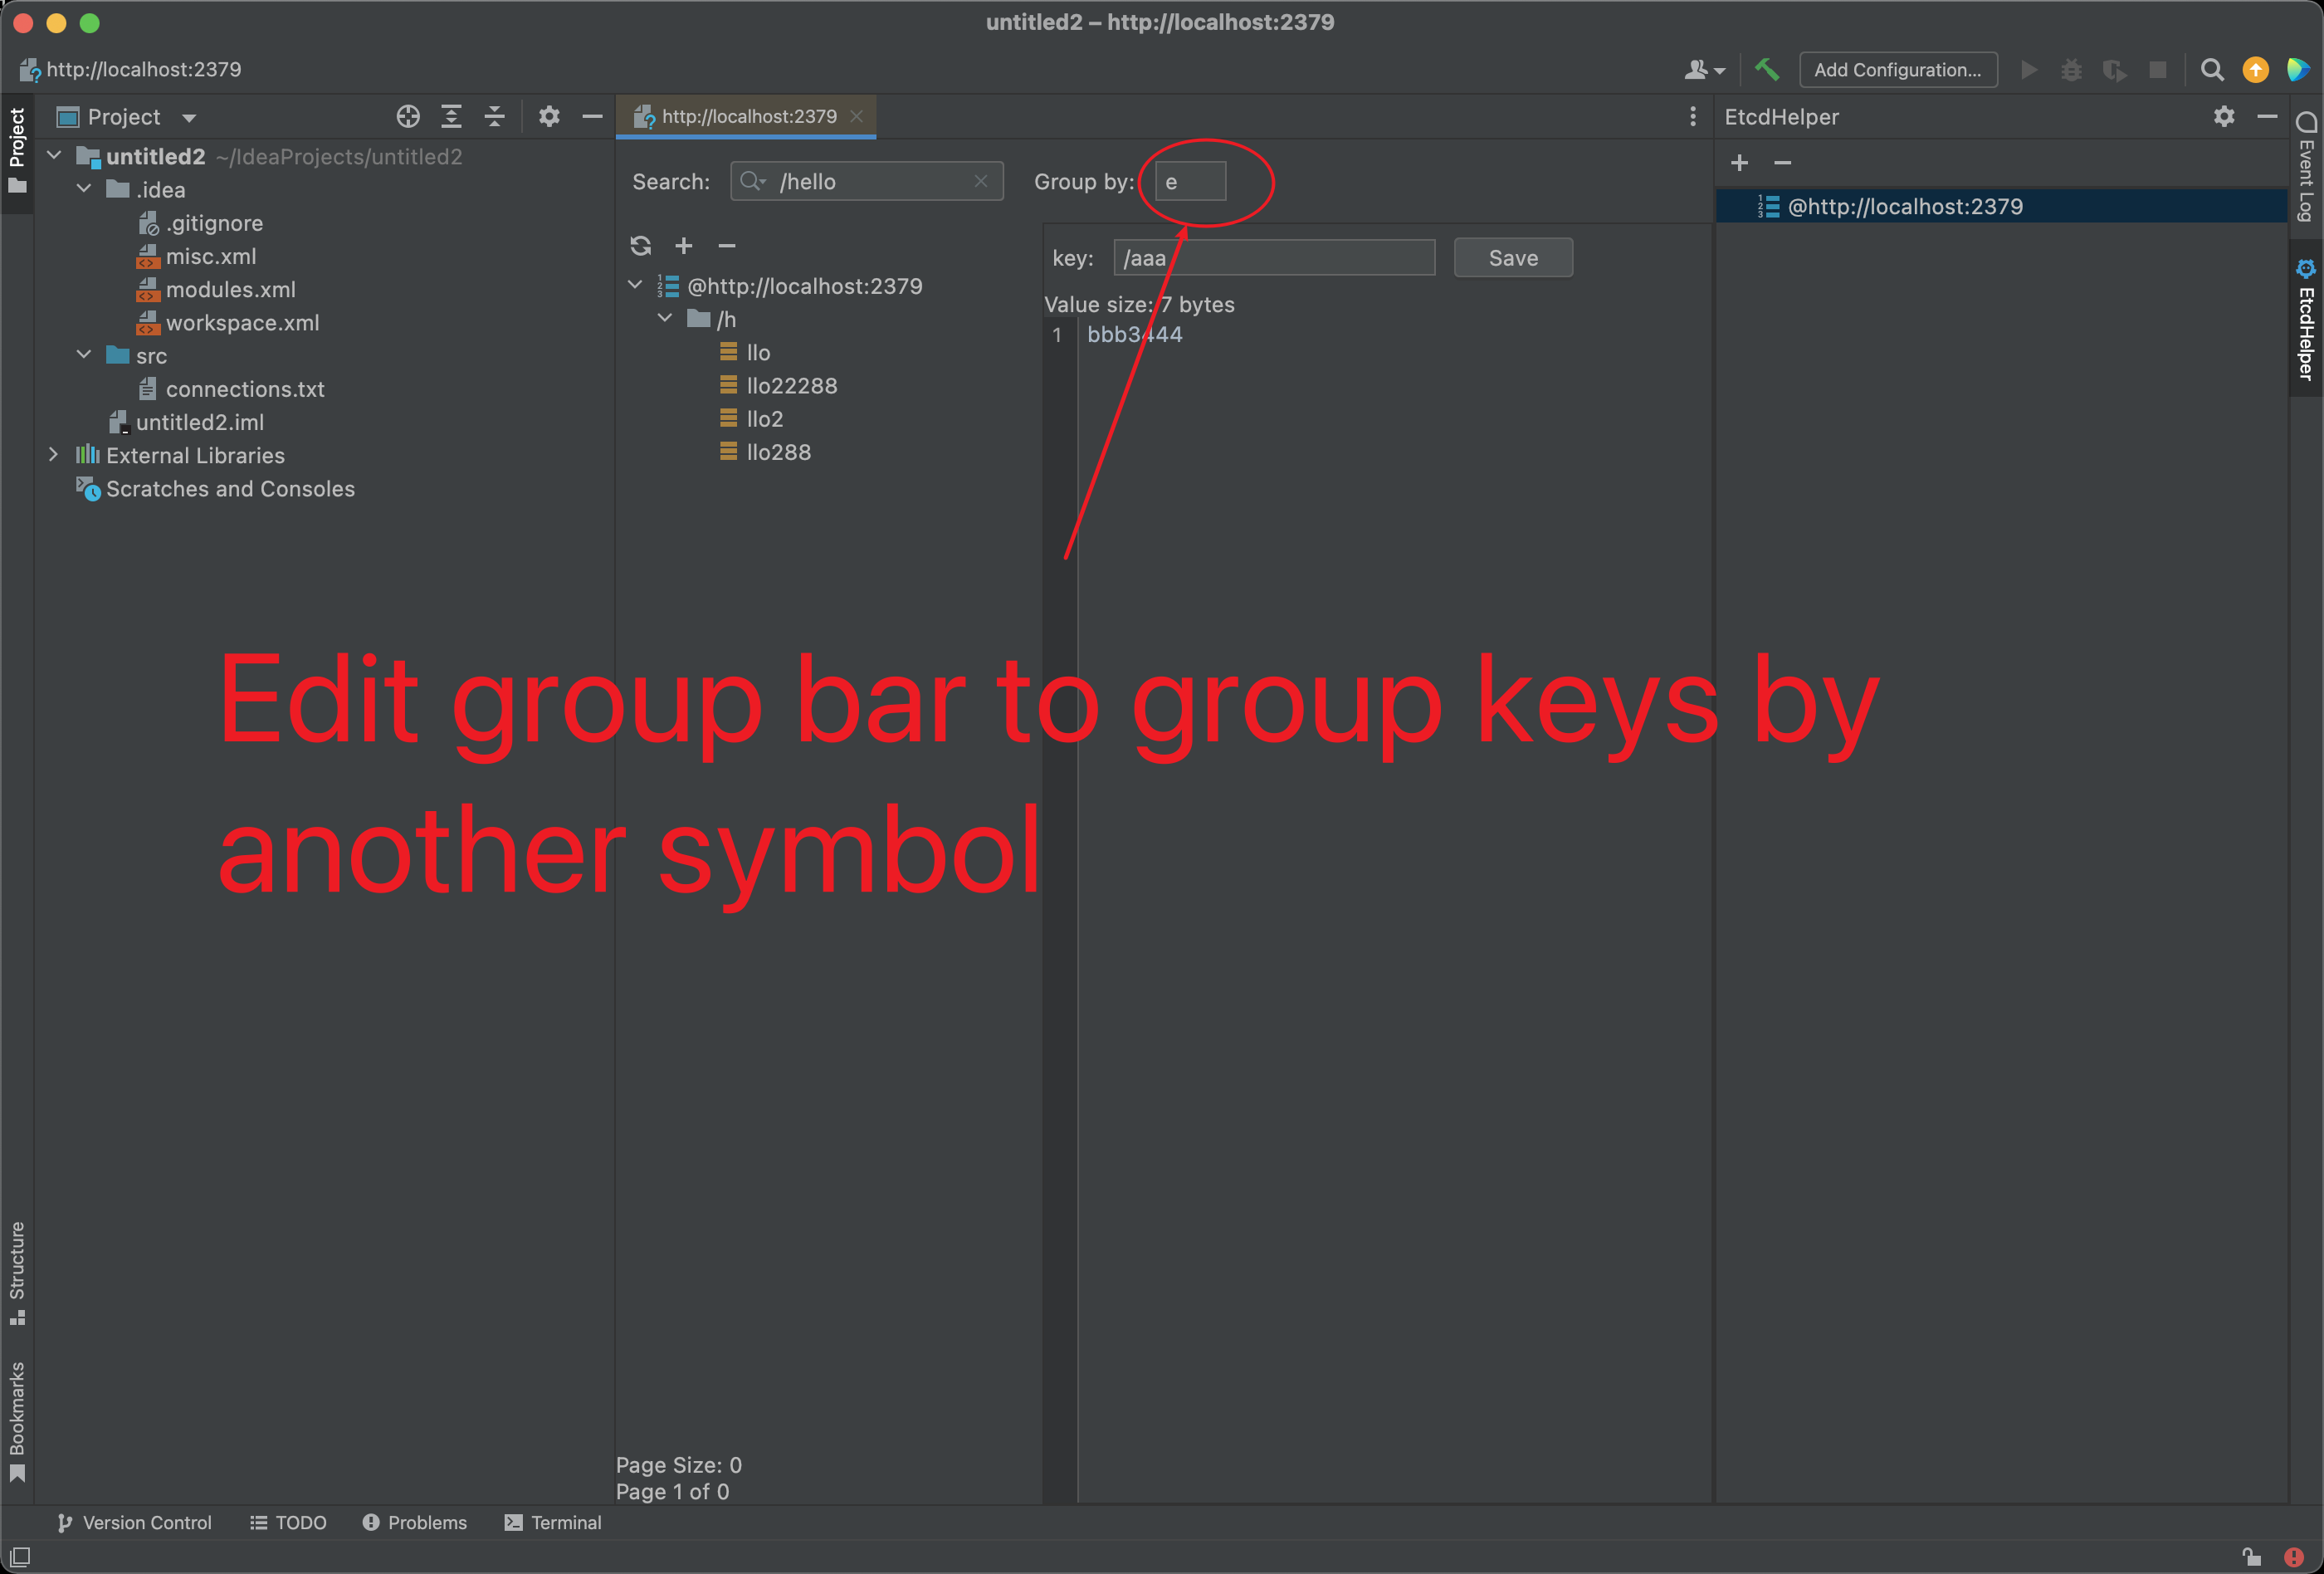 untitled2 – http://localhost:2379
http://localhost:2379
Add Configuration...
Project
Project
http://localhost:2379
EtcdHelper
untitled2 ~/IdeaProjects/untitled2
.idea
.gitignore
misc.xml
modules.xml
workspace.xml
src
connections.txt
untitled2.iml
External Libraries
Scratches and Consoles
Search: /hello
Group by: e
@http://localhost:2379
/h
llo
llo22288
llo2
llo288
key: /aaa Save
Value size: 7 bytes
1 bbb3444
@http://localhost:2379
Event Log
EtcdHelper
Edit group bar to group keys by
another symbol
Structure
Bookmarks
Page Size: 0
Page 1 of 0
Version Control TODO Problems Terminal